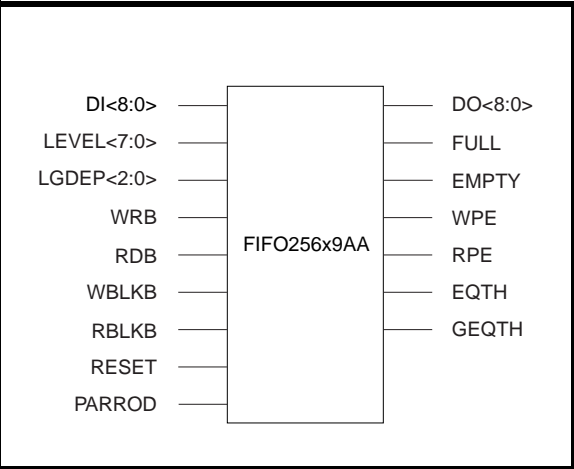 DI<8:0>
LEVEL<7:0>
LGDEP<2:0>
WRB
RDB
WBLKB
RBLKB
RESET
PARROD
FIFO256x9AA
DO<8:0>
FULL
EMPTY
WPE
RPE
EQTH
GEQTH